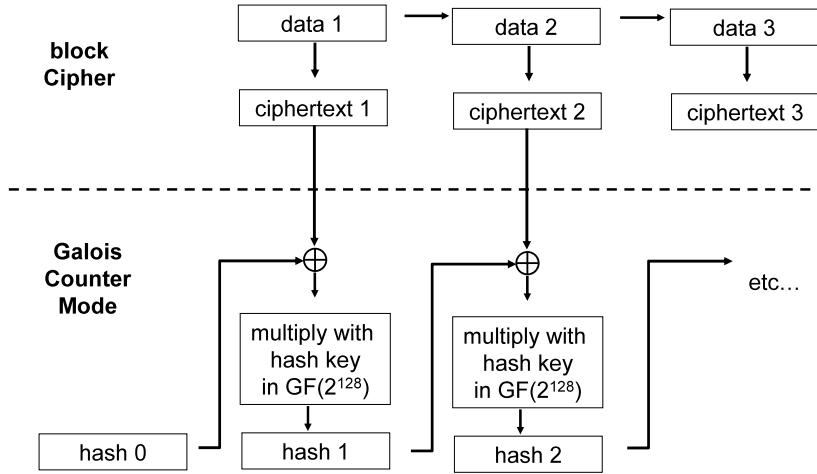 block
Cipher
data 1
data 2
data 3
ciphertext 1
ciphertext 2
ciphertext 3
Galois
Counter
Mode
multiply with
hash key
in GF(2¹²⁸)
multiply with
hash key
in GF(2¹²⁸)
etc…
hash 0
hash 1
hash 2